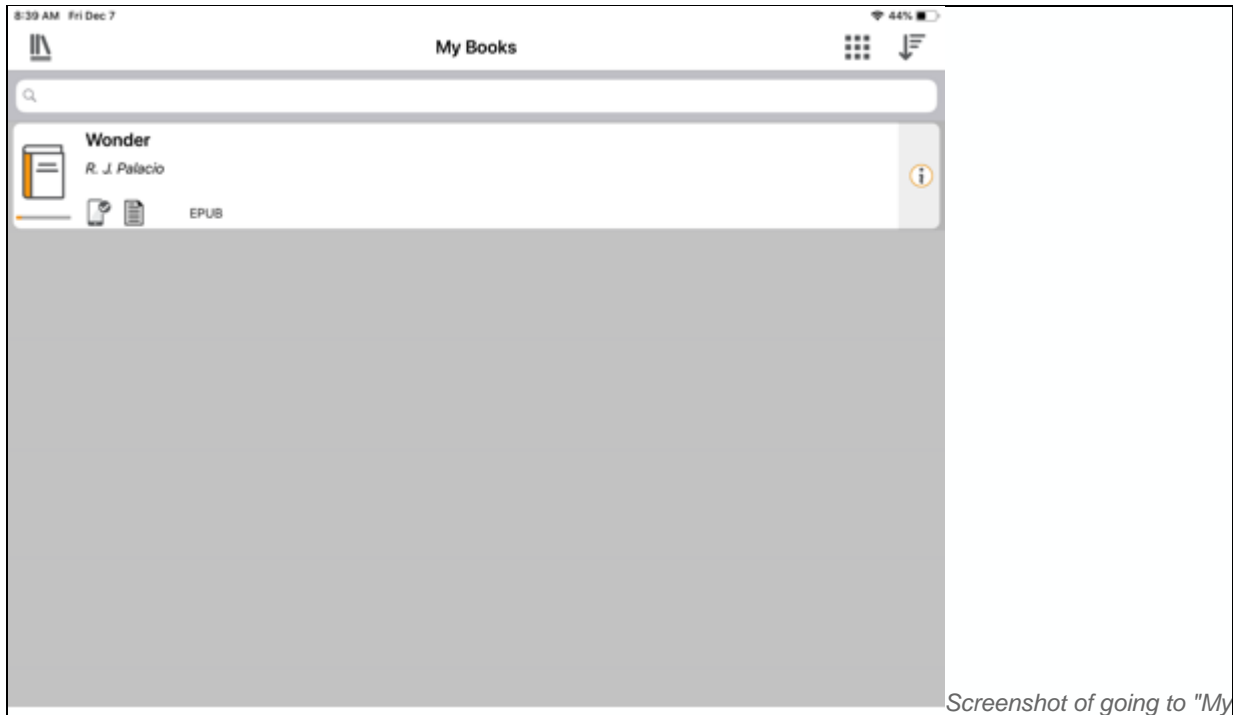 8:39 AM Fri Dec 7 44%
My Books
Wonder
R. J. Palacio
EPUB
Screenshot of going to "My